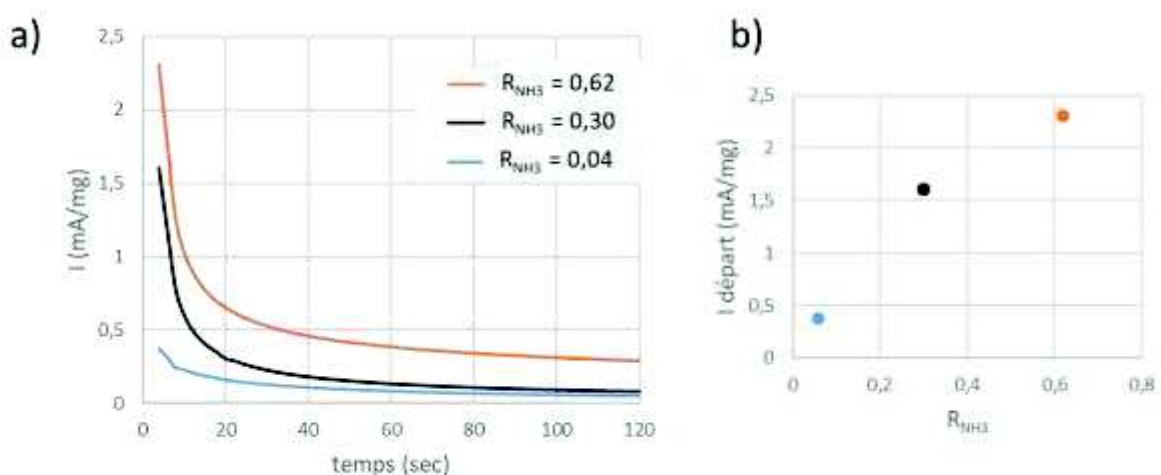 a)
2,5
2
1,5
1
0,5
0
I (mA/mg)
R_NH3 = 0,62
R_NH3 = 0,30
R_NH3 = 0,04
0 20 40 60 80 100 120
temps (sec)
b)
2,5
2
1,5
1
0,5
0
I départ (mA/mg)
0 0,2 0,4 0,6 0,8
R_NH3